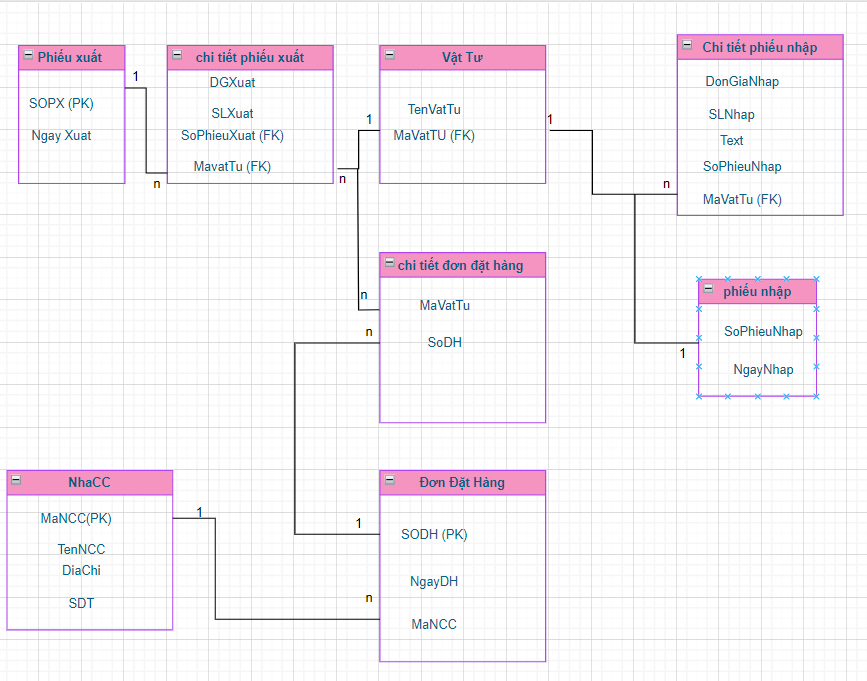 Phiếu xuất
1
SOPX (PK)
Ngay Xuat
n
chi tiết phiếu xuất
DGXuat
SLXuat
SoPhieuXuat (FK)
MavatTu (FK)
n
1
Vật Tư
TenVatTu
MaVatTU (FK)
1
n
Chi tiết phiếu nhập
DonGiaNhap
SLNhap
Text
SoPhieuNhap
MaVatTu (FK)
chi tiết đơn đặt hàng
n
MaVatTu
n
SoDH
phiếu nhập
SoPhieuNhap
1
NgayNhap
NhaCC
MaNCC(PK)
TenNCC
DiaChi
SDT
1
Đơn Đặt Hàng
1
SODH (PK)
NgayDH
n
MaNCC